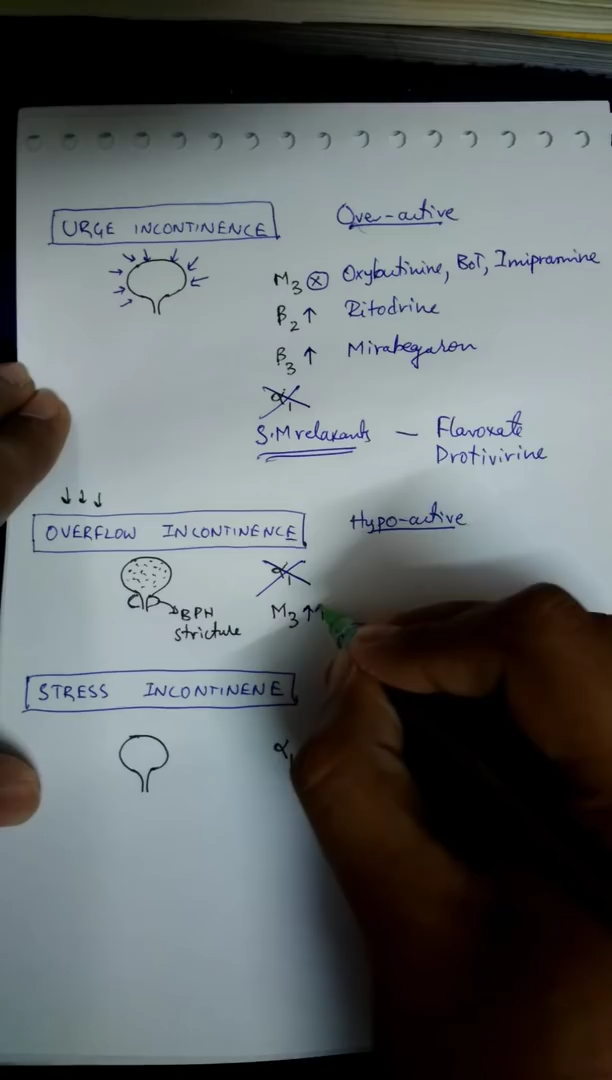 URGE INCONTINENCE
Over-active
M3 ⊗ Oxybutinine, BoT, Imipramine
β2 ↑ Ritodrine
β3 ↑ Mirabegaron
α1
S.M relaxants — Flavoxate
Drotivirine
↓↓↓
OVERFLOW INCONTINENCE
Hypo-active
α1
BPH
stricture
M3 ↑
STRESS INCONTINENE
α1